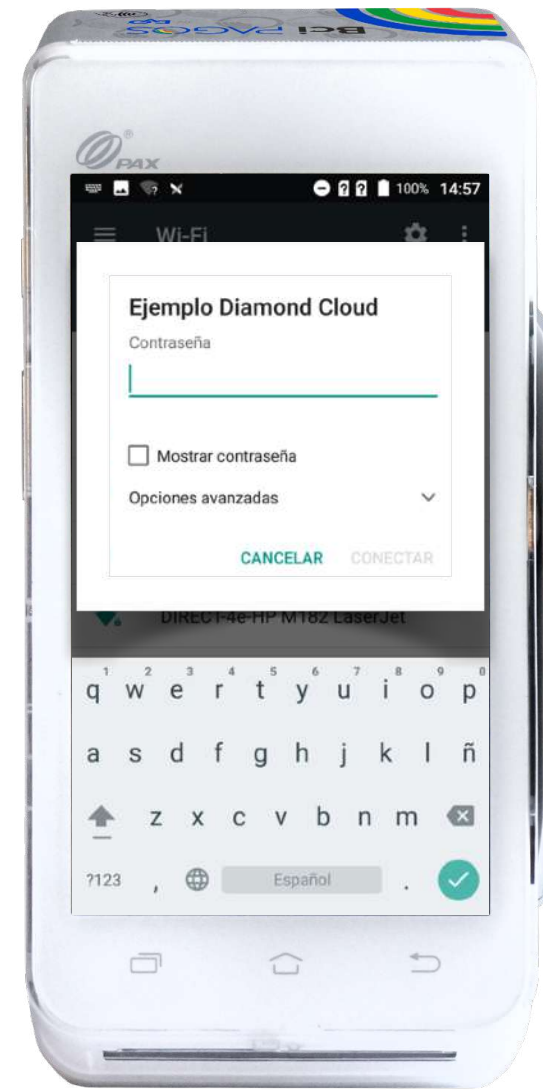 Bci PAGOS
PAX
100% 14:57
Wi-Fi
Ejemplo Diamond Cloud
Contraseña
Mostrar contraseña
Opciones avanzadas
CANCELAR CONECTAR
DIRECT-4e-HP M182 LaserJet
1 2 3 4 5 6 7 8 9 0
q w e r t y u i o p
a s d f g h j k l ñ
z x c v b n m
?123 , Español .